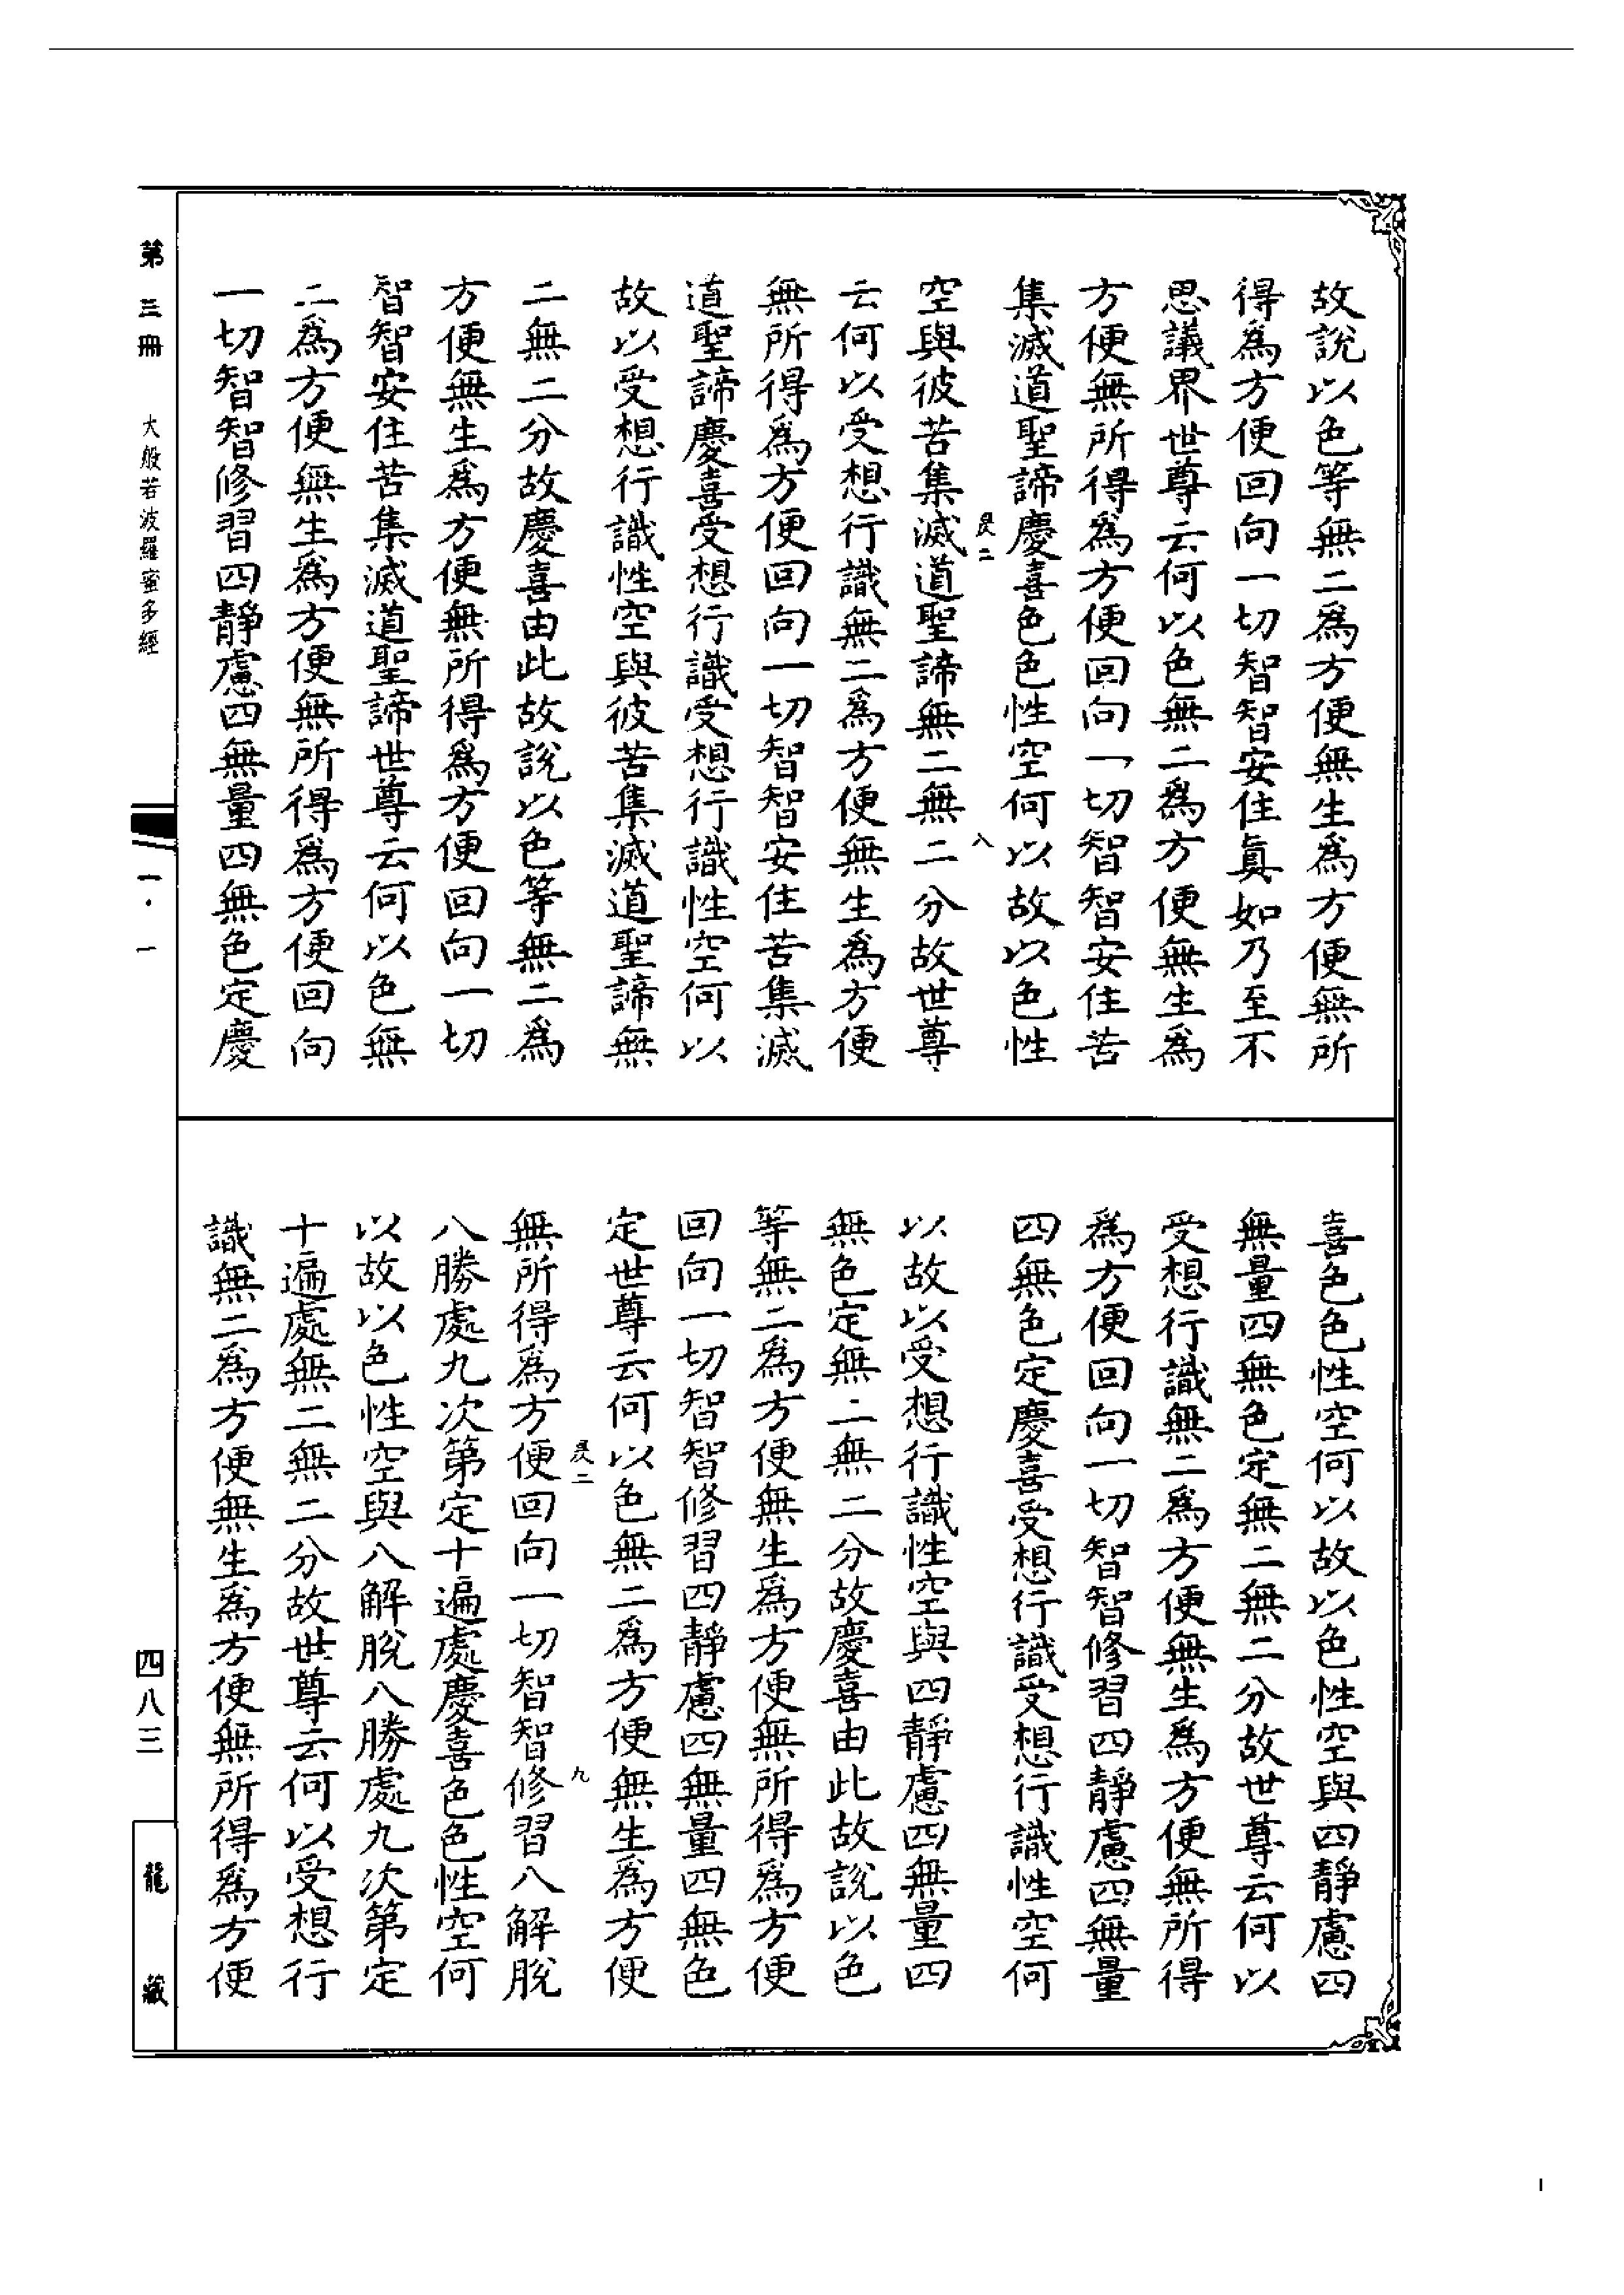 故說以色等無二爲方便無生爲方便無所
得爲方便回向一切智智安住真如乃至不
思議界世尊云何以色無二爲方便無生爲
方便無所得爲方便回向一切智智安住苦
集滅道聖諦慶喜色色性空何以故以色性
空與彼苦集滅道聖諦無二無二分故世尊
云何以受想行識無二爲方便無生爲方便
無所得爲方便回向一切智智安住苦集滅
道聖諦慶喜受想行識受想行識性空何以
故以受想行識性空與彼苦集滅道聖諦無
二無二分故慶喜由此故說以色等無二爲
方便無生爲方便無所得爲方便回向一切
智智安住苦集滅道聖諦世尊云何以色無
二爲方便無生爲方便無所得爲方便回向
一切智智修習四靜慮四無量四無色定慶
喜色色性空何以故以色性空與四靜慮四
無量四無色定無二無二分故世尊云何以
受想行識無二爲方便無生爲方便無所得
爲方便回向一切智智修習四靜慮四無量
四無色定慶喜受想行識受想行識性空何
以故以受想行識性空與四靜慮四無量四
無色定無二無二分故慶喜由此故說以色
等無二爲方便無生爲方便無所得爲方便
回向一切智智修習四靜慮四無量四無色
定世尊云何以色無二爲方便無生爲方便
無所得爲方便回向一切智智修習八解脫
八勝處九次第定十遍處慶喜色色性空何
以故以色性空與八解脫八勝處九次第定
十遍處無二無二分故世尊云何以受想行
識無二爲方便無生爲方便無所得爲方便
二 八
二 九
第三冊 大般若波羅蜜多經
一·一
四八三
龍藏